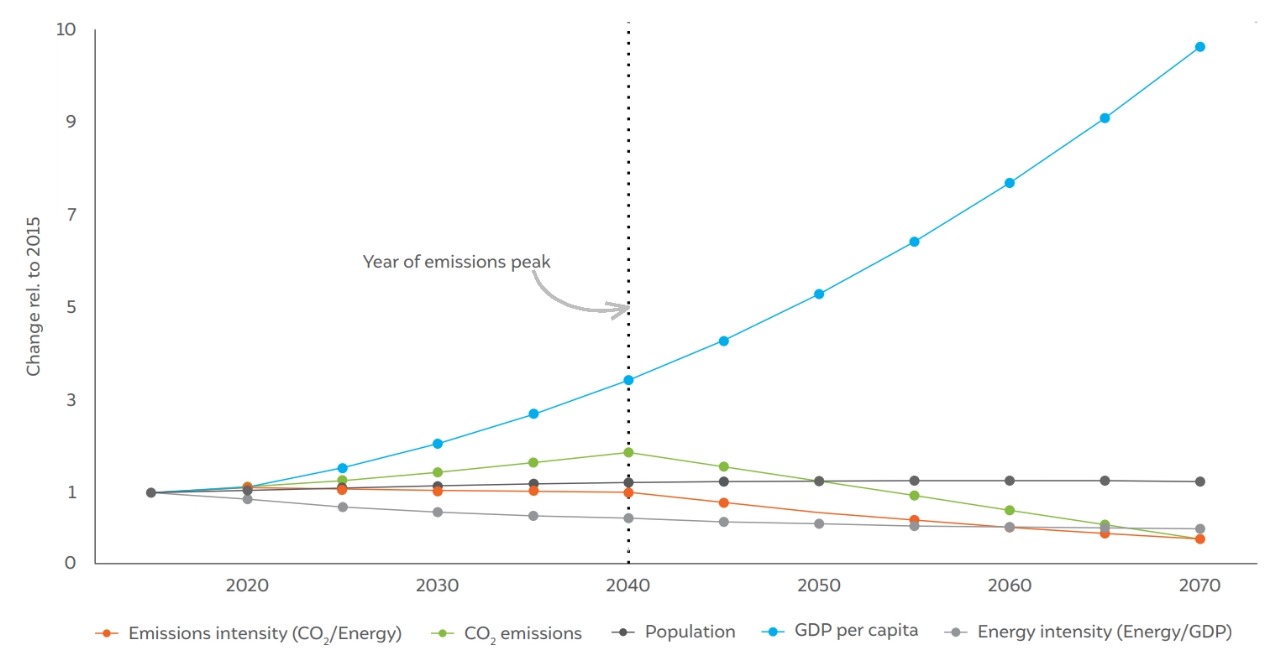 10
9
7
5
3
1
0
Change rel. to 2015
Year of emissions peak
2020 2030 2040 2050 2060 2070
Emissions intensity (CO₂/Energy) CO₂ emissions Population GDP per capita Energy intensity (Energy/GDP)